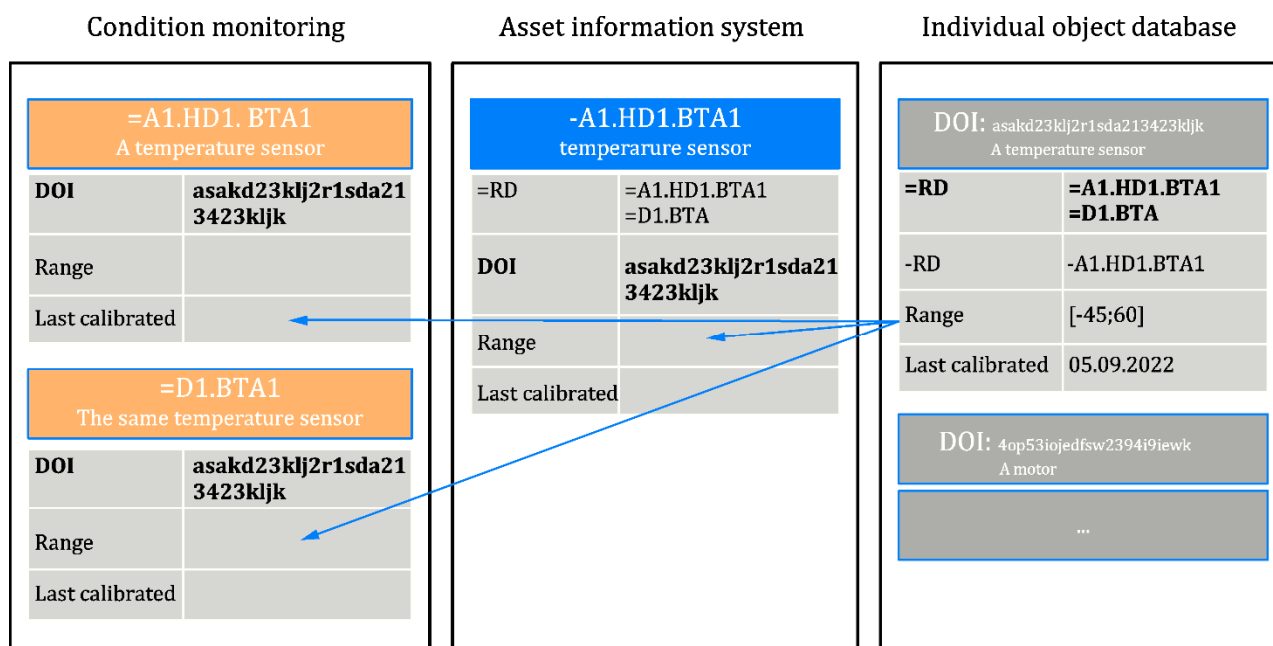 Condition monitoring
Asset information system
Individual object database
=A1.HD1. BTA1
A temperature sensor
DOI
asakd23klj2r1sda21
3423kljk
Range
Last calibrated
=D1.BTA1
The same temperature sensor
DOI
asakd23klj2r1sda21
3423kljk
Range
Last calibrated
-A1.HD1.BTA1
temperarure sensor
=RD
=A1.HD1.BTA1
=D1.BTA
DOI
asakd23klj2r1sda21
3423kljk
Range
Last calibrated
DOI: asakd23klj2r1sda213423kljk
A temperature sensor
=RD
=A1.HD1.BTA1
=D1.BTA
-RD
-A1.HD1.BTA1
Range
[-45;60]
Last calibrated
05.09.2022
DOI: 4op53iojedfsw2394i9iewk
A motor
...